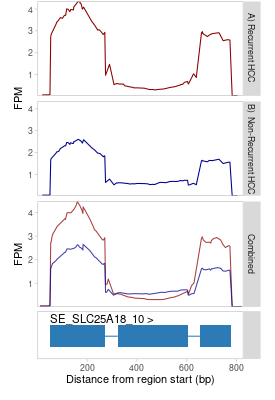 4
3
2
1
A) Recurrent HCC
FPM
4
3
2
1
B) Non-Recurrent HCC
4
3
2
1
Combined
FPM
SE_SLC25A18_10 >
200 400 600 800
Distance from region start (bp)